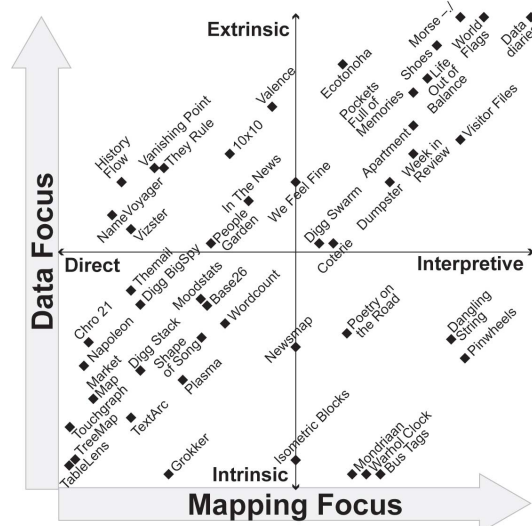 Extrinsic
Morse –./
World
Flags
Data
diaries
Shoes
Life
Out of
Balance
Ecotonoha
Pockets
Full of
Memories
Valence
Visitor Files
10x10
Vanishing Point
They Rule
History
Flow
Apartment
Week in
Review
In The News
We Feel Fine
Dumpster
NameVoyager
Vizster
People
Garden
Digg Swarm
Coterie
Direct
Interpretive
Data Focus
Themail
Digg BigSpy
Moodstats
Base26
Wordcount
Chro 21
Napoleon
Digg Stack
Shape
of Song
Newsmap
Poetry on
the Road
Dangling
String
Pinwheels
Market
Map
Plasma
Touchgraph
TextArc
TreeMap
TableLens
Grokker
Isometric Blocks
Mondriaan
Warhol Clock
Bus Tags
Intrinsic
Mapping Focus